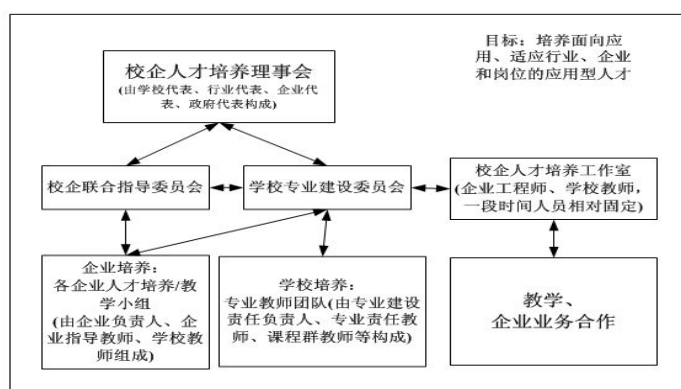 目标：培养面向应
用、适应行业、企业
和岗位的应用型人才
校企人才培养理事会
(由学校代表、行业代表、企业代
表、政府代表构成)
校企联合指导委员会
学校专业建设委员会
校企人才培养工作室
(企业工程师、学校教师，
一段时间人员相对固定)
企业培养：
各企业人才培养/教
学小组
(由企业负责人、企业
指导教师、学校教
师组成)
学校培养：
专业教师团队(由专业建设
责任负责人、专业责任教
师、课程群教师等构成)
教学、
企业业务合作